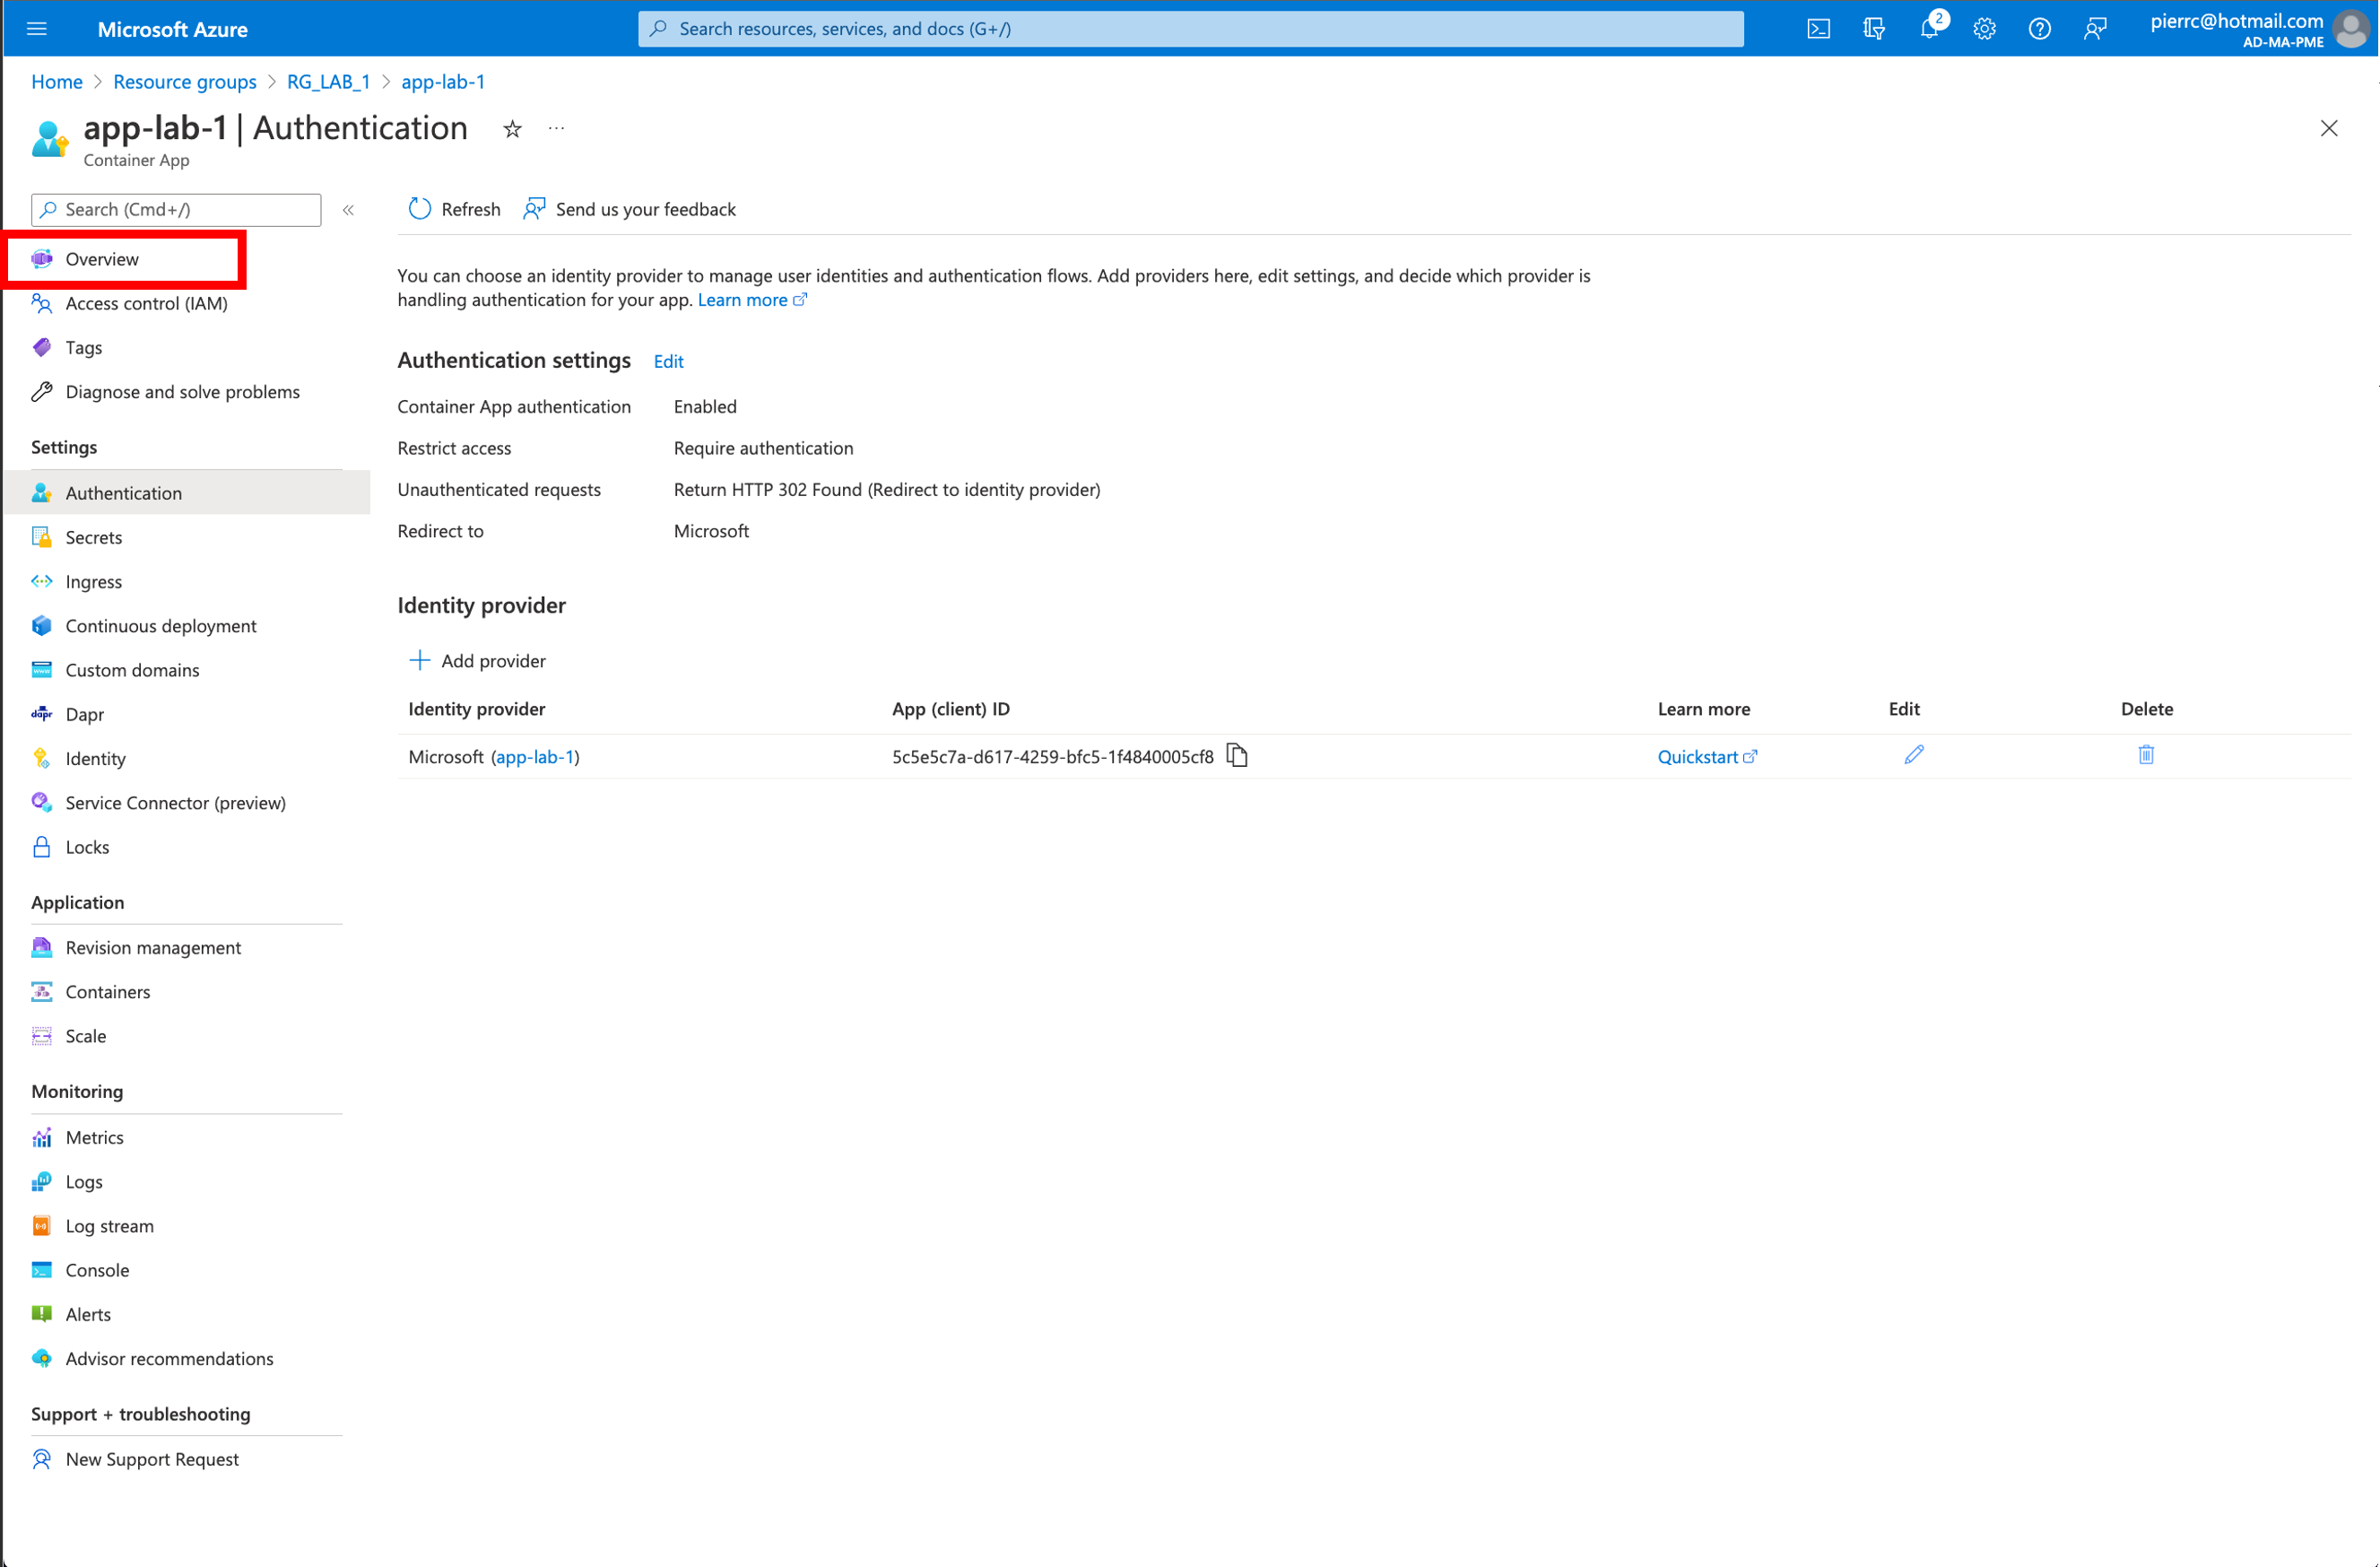 Microsoft Azure
Search resources, services, and docs (G+/)
2
pierrc@hotmail.com
AD-MA-PME
Home > Resource groups > RG_LAB_1 > app-lab-1
app-lab-1 | Authentication
Container App
Search (Cmd+/)
Overview
Access control (IAM)
Tags
Diagnose and solve problems
Settings
Authentication
Secrets
Ingress
Continuous deployment
Custom domains
dapr Dapr
Identity
Service Connector (preview)
Locks
Application
Revision management
Containers
Scale
Monitoring
Metrics
Logs
Log stream
Console
Alerts
Advisor recommendations
Support + troubleshooting
New Support Request
Refresh Send us your feedback
You can choose an identity provider to manage user identities and authentication flows. Add providers here, edit settings, and decide which provider is
handling authentication for your app. Learn more
Authentication settings Edit
Container App authentication Enabled
Restrict access Require authentication
Unauthenticated requests Return HTTP 302 Found (Redirect to identity provider)
Redirect to Microsoft
Identity provider
Add provider
Identity provider App (client) ID Learn more Edit Delete
Microsoft (app-lab-1) 5c5e5c7a-d617-4259-bfc5-1f4840005cf8 Quickstart